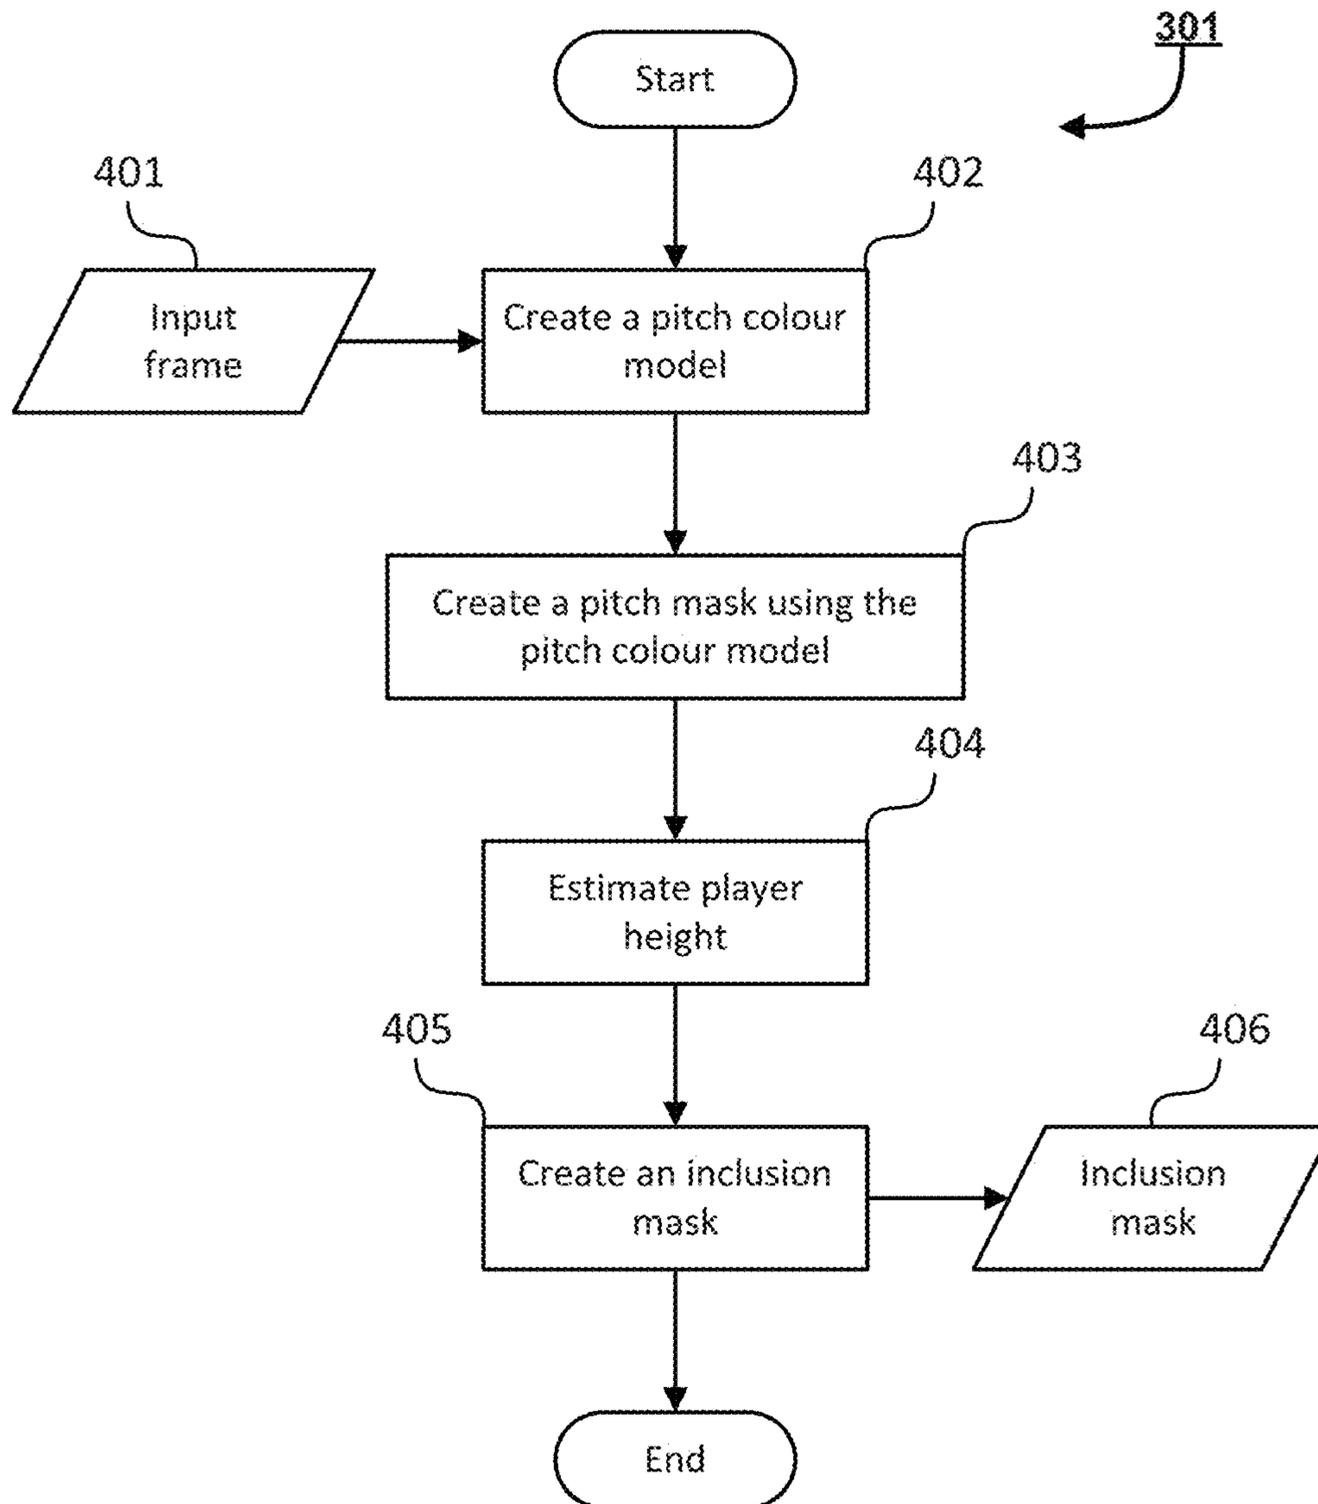 301
Start
401
402
Input
frame
Create a pitch colour
model
403
Create a pitch mask using the
pitch colour model
404
Estimate player
height
405
406
Create an inclusion
mask
Inclusion
mask
End